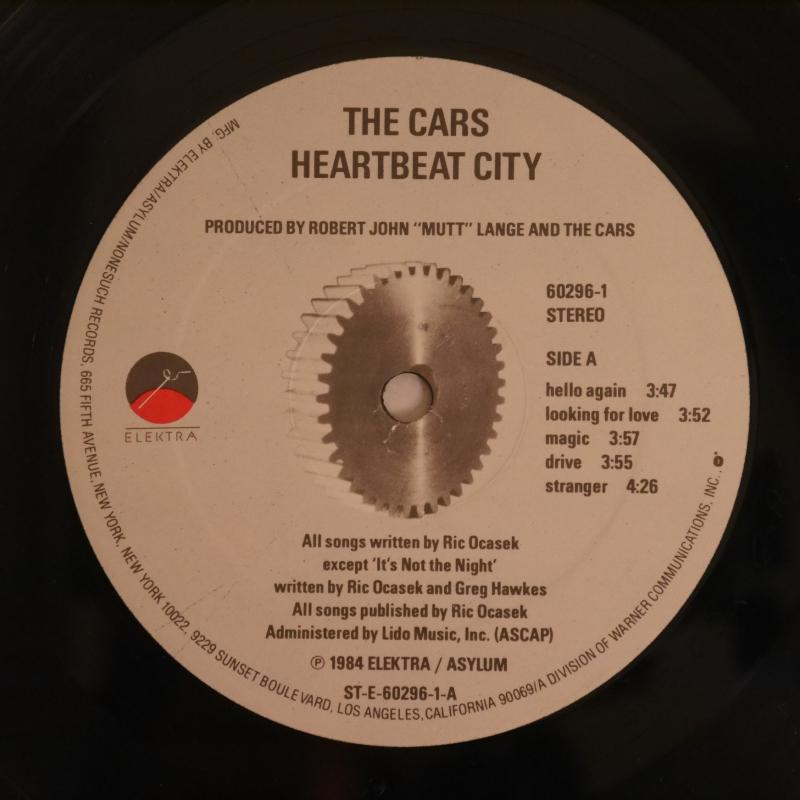 THE CARS
HEARTBEAT CITY
PRODUCED BY ROBERT JOHN "MUTT" LANGE AND THE CARS
60296-1
STEREO
SIDE A
hello again 3:47
looking for love 3:52
magic 3:57
drive 3:55
stranger 4:26
ELEKTRA
All songs written by Ric Ocasek
except 'It's Not the Night'
written by Ric Ocasek and Greg Hawkes
All songs published by Ric Ocasek
Administered by Lido Music, Inc. (ASCAP)
℗ 1984 ELEKTRA / ASYLUM
ST-E-60296-1-A
MFG. BY ELEKTRA/ASYLUM/NONESUCH RECORDS, 665 FIFTH AVENUE, NEW YORK, NEW YORK 10022, 9229 SUNSET BOULEVARD, LOS ANGELES, CALIFORNIA 90069/A DIVISION OF WARNER COMMUNICATIONS, INC.